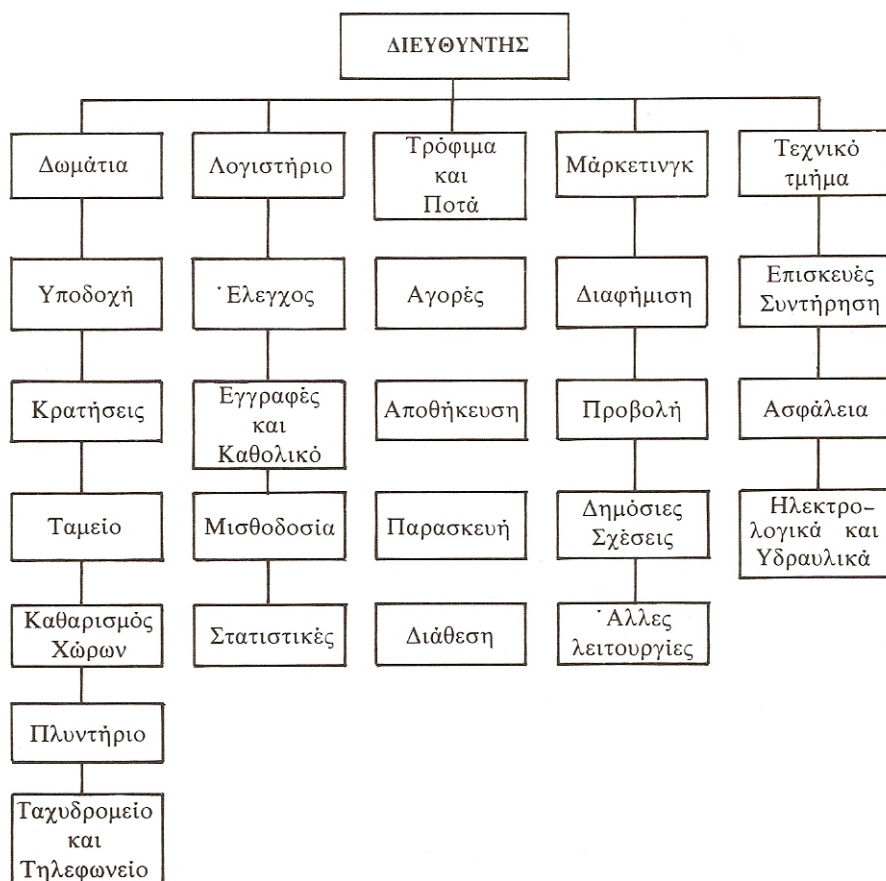 ΔΙΕΥΘΥΝΤΗΣ
Δωμάτια
Υποδοχή
Κρατήσεις
Ταμείο
Καθαρισμός
Χώρων
Πλυντήριο
Ταχυδρομείο
και
Τηλεφωνείο
Λογιστήριο
Έλεγχος
Εγγραφές
και
Καθολικό
Μισθοδοσία
Στατιστικές
Τρόφιμα
και
Ποτά
Αγορές
Αποθήκευση
Παρασκευή
Διάθεση
Μάρκετινγκ
Διαφήμιση
Προβολή
Δημόσιες
Σχέσεις
Άλλες
λειτουργίες
Τεχνικό
τμήμα
Επισκευές
Συντήρηση
Ασφάλεια
Ηλεκτρο-
λογικά και
Υδραυλικά